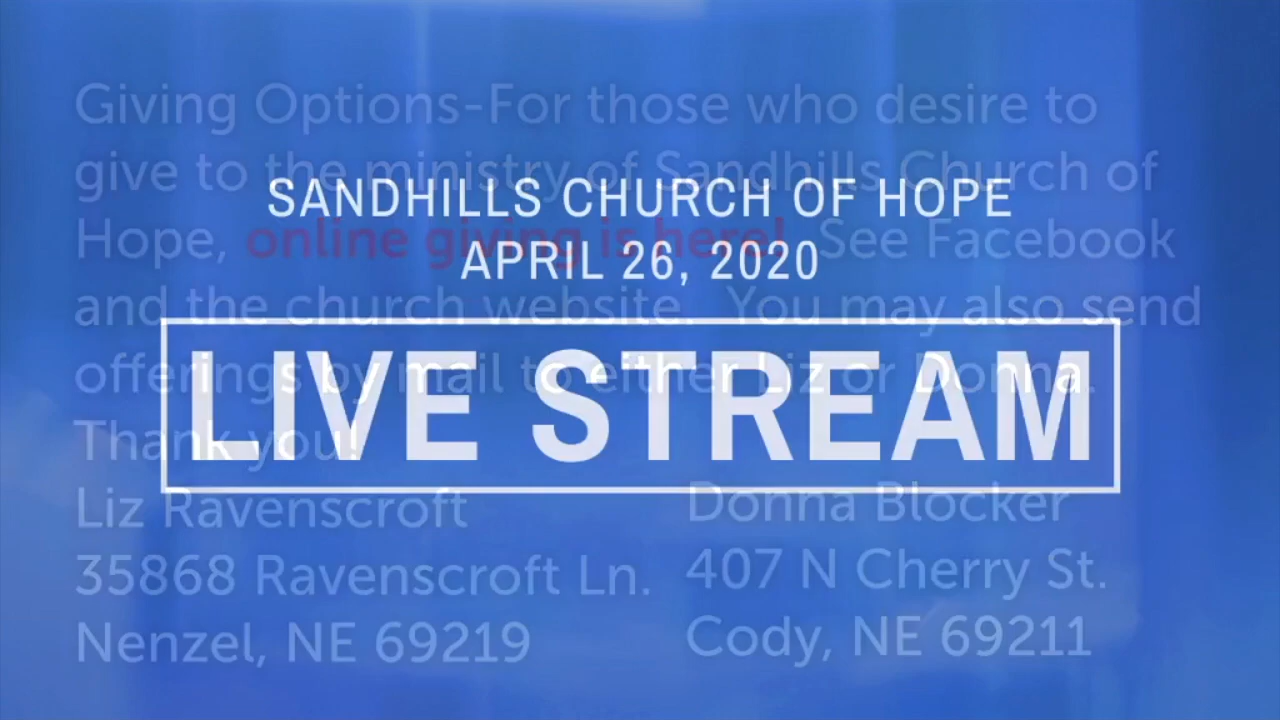 Giving Options-For those who desire to
give to the ministry of Sandhills Church of
Hope, online giving is here! See Facebook
and the church website. You may also send
offerings by mail to either Liz or Donna.
Thank you!
Liz Ravenscroft
35868 Ravenscroft Ln.
Nenzel, NE 69219
Donna Blocker
407 N Cherry St.
Cody, NE 69211
SANDHILLS CHURCH OF HOPE
APRIL 26, 2020
LIVE STREAM